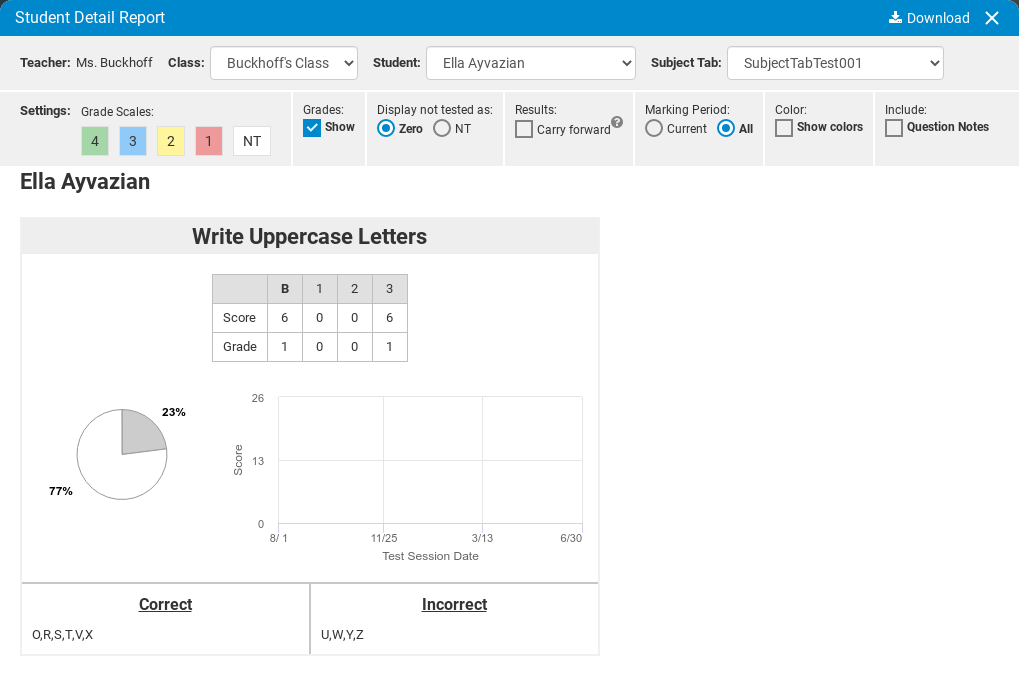 Student Detail Report
Download
Teacher: Ms. Buckhoff Class: Buckhoff's Class Student: Ella Ayvazian Subject Tab: SubjectTabTest001
Settings: Grade Scales:
4 3 2 1 NT
Grades:
Show
Display not tested as:
Zero NT
Results:
Carry forward ?
Marking Period:
Current All
Color:
Show colors
Include:
Question Notes
Ella Ayvazian
Write Uppercase Letters
B 1 2 3
Score 6 0 0 6
Grade 1 0 0 1
23%
77%
26
13
0
Score
8/ 1 11/25 3/13 6/30
Test Session Date
Correct
O,R,S,T,V,X
Incorrect
U,W,Y,Z